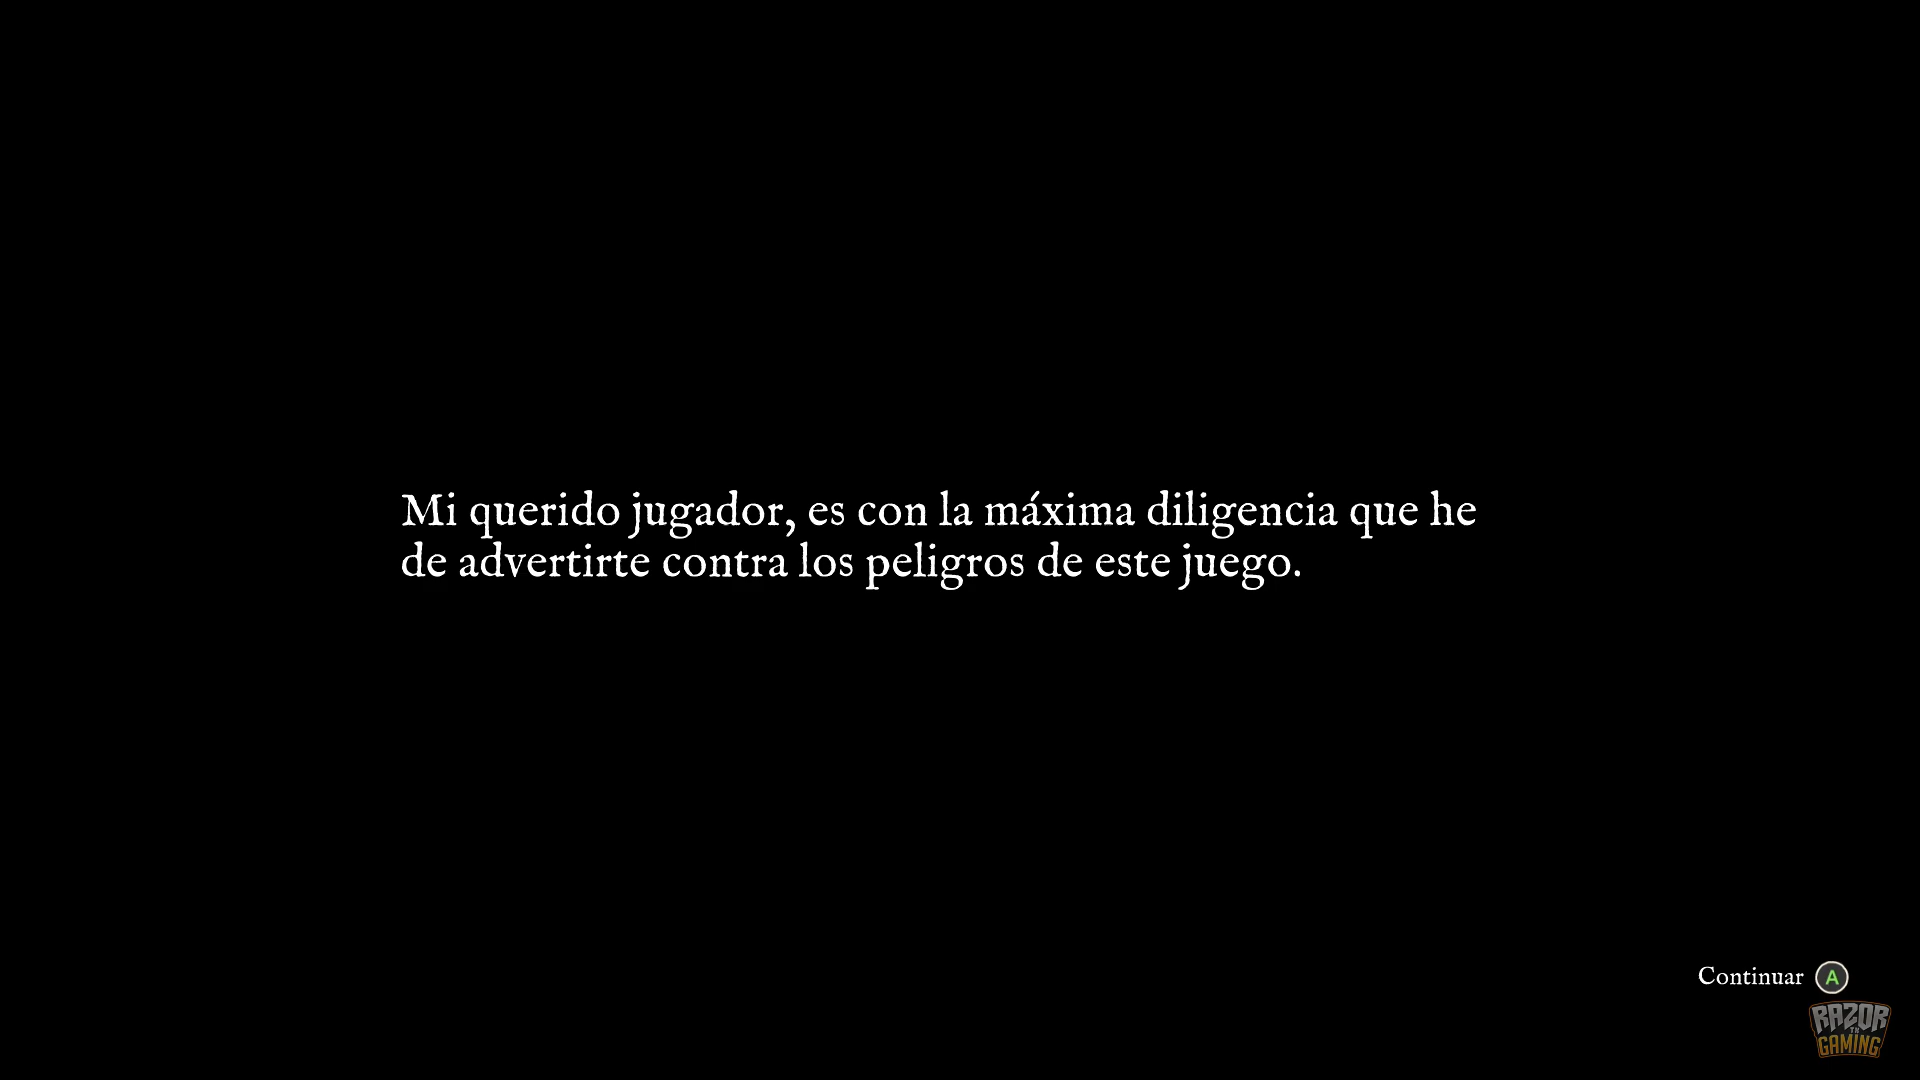 Mi querido jugador, es con la máxima diligencia que he
de advertirte contra los peligros de este juego.
Continuar A
RAZOR
TN
GAMING